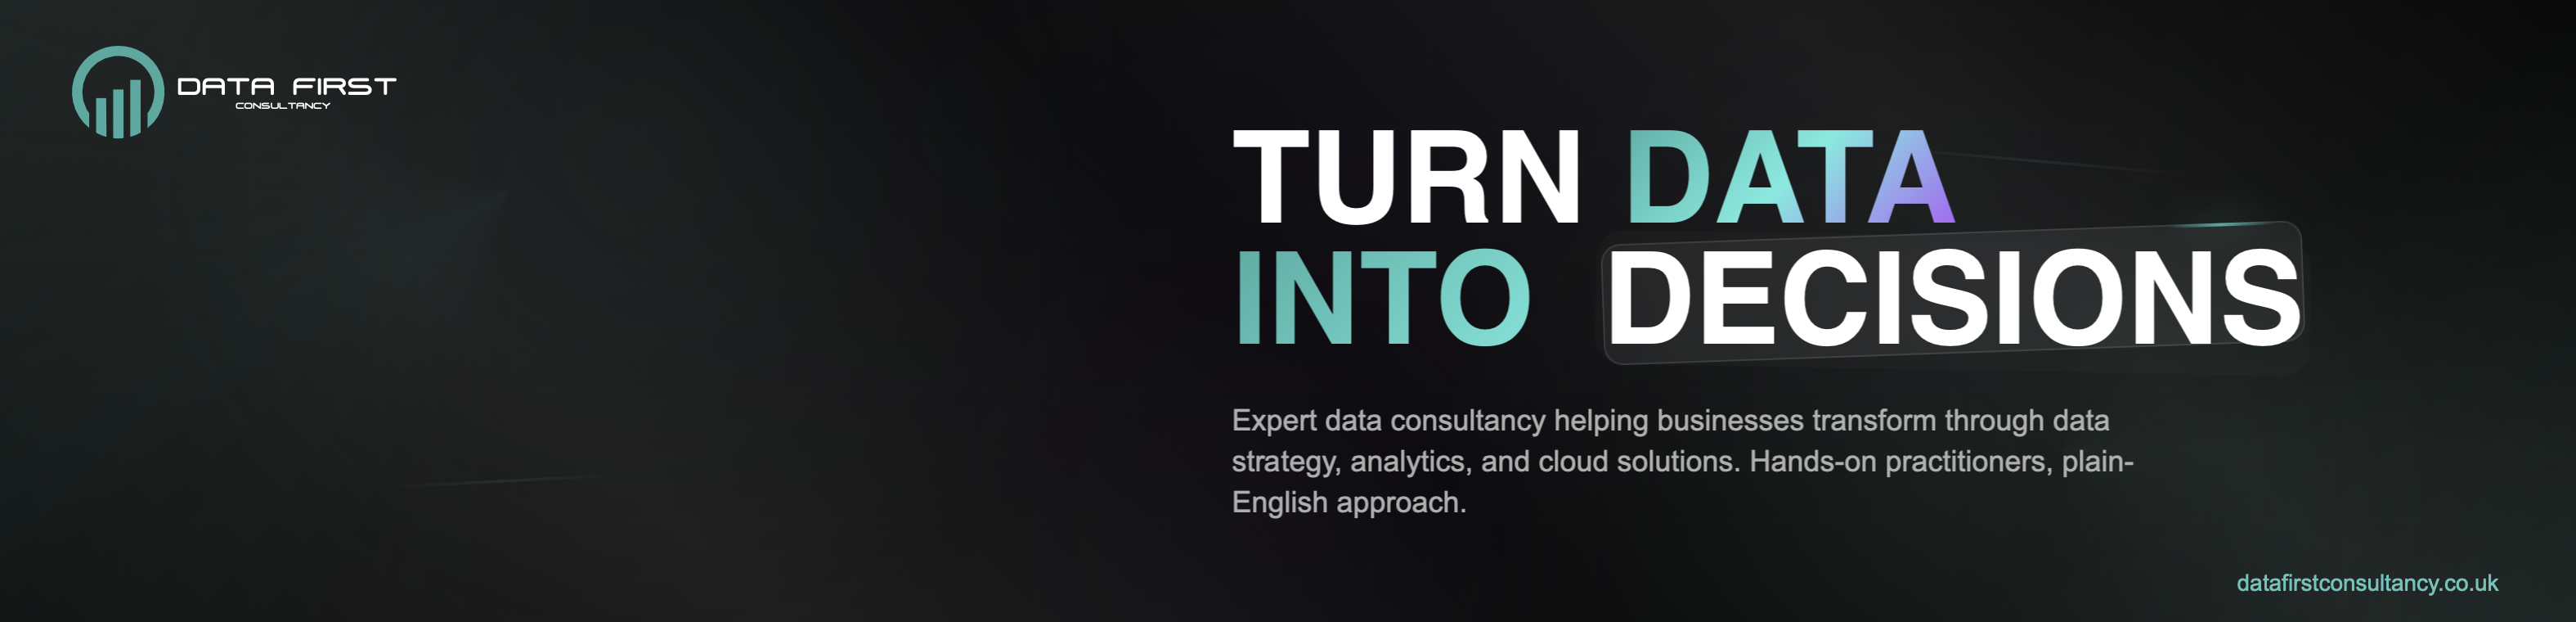 DATA FIRST
CONSULTANCY
TURN DATA
INTO DECISIONS
Expert data consultancy helping businesses transform through data
strategy, analytics, and cloud solutions. Hands-on practitioners, plain-
English approach.
datafirstconsultancy.co.uk